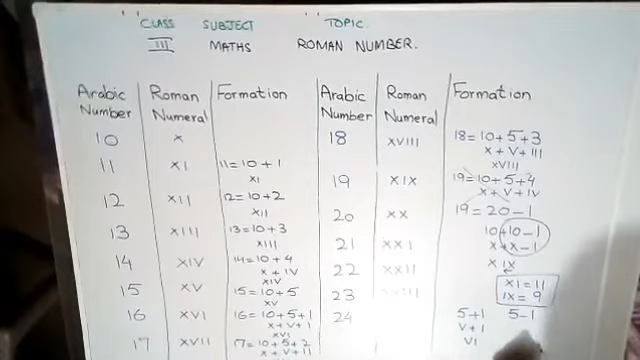 CLASS SUBJECT TOPIC
III MATHS ROMAN NUMBER.
Arabic Number Roman Numeral Formation Arabic Number Roman Numeral Formation
10 X
11 XI 11=10+1
XI
12 XII 12=10+2
XII
13 XIII 13=10+3
XIII
14 XIV 14=10+4
X+IV
15 XV 15=10+5
XV
16 XVI 16=10+5+1
X+V+I
XVI
17 XVII 17=10+5+2
X+V+II
18 XVIII 18=10+5+3
X+V+III
XVIII
19 XIX 19=10+5+4
X+V+IV
19=20-1
20 XX
10+10-1
21 XXI X+X-1
X IX
22 XXII
XI=11
IX=9
23 XXIII
24
5+1 5-1
V+I
VI